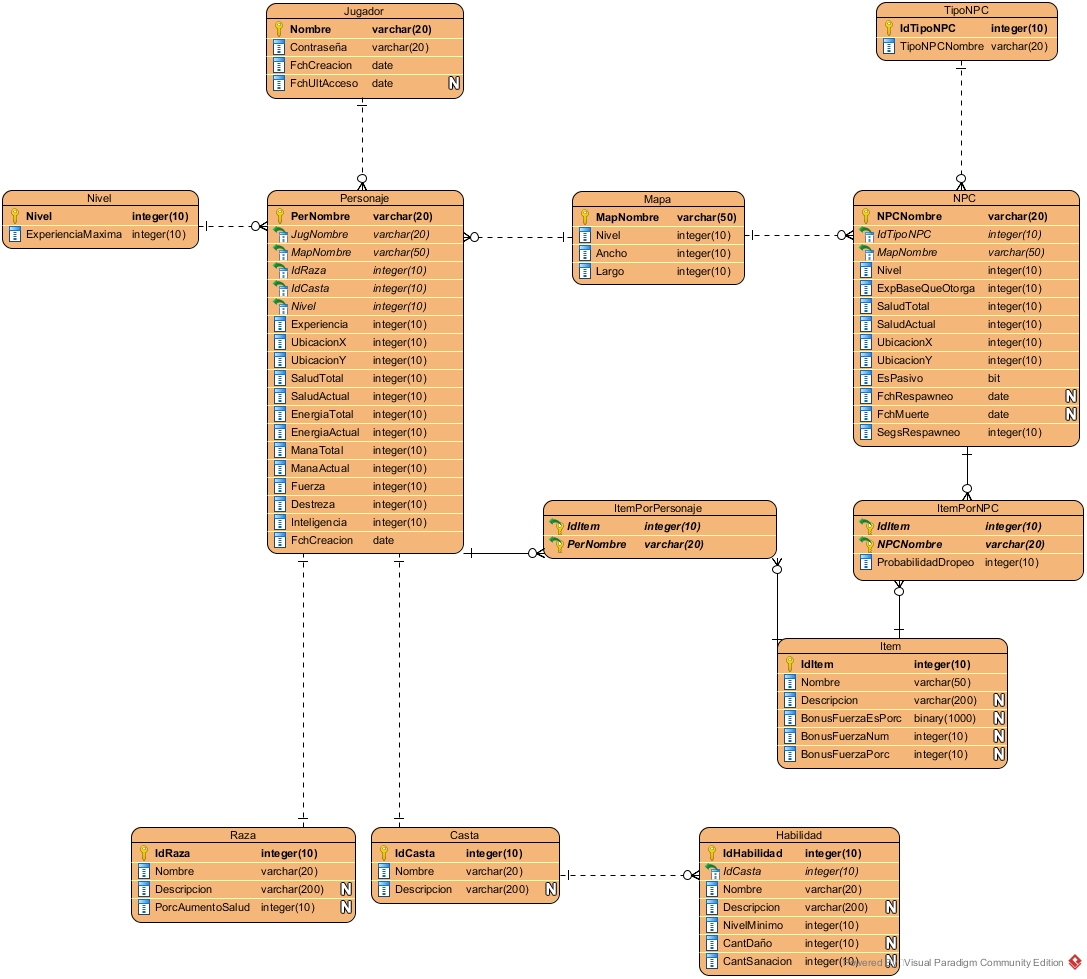 Jugador
Nombre varchar(20)
Contraseña varchar(20)
FchCreacion date
FchUltAcceso date N
TipoNPC
IdTipoNPC integer(10)
TipoNPCNombre varchar(20)
Nivel
Nivel integer(10)
ExperienciaMaxima integer(10)
Personaje
PerNombre varchar(20)
JugNombre varchar(20)
MapNombre varchar(50)
IdRaza integer(10)
IdCasta integer(10)
Nivel integer(10)
Experiencia integer(10)
UbicacionX integer(10)
UbicacionY integer(10)
SaludTotal integer(10)
SaludActual integer(10)
EnergiaTotal integer(10)
EnergiaActual integer(10)
ManaTotal integer(10)
ManaActual integer(10)
Fuerza integer(10)
Destreza integer(10)
Inteligencia integer(10)
FchCreacion date
Mapa
MapNombre varchar(50)
Nivel integer(10)
Ancho integer(10)
Largo integer(10)
NPC
NPCNombre varchar(20)
IdTipoNPC integer(10)
MapNombre varchar(50)
Nivel integer(10)
ExpBaseQueOtorga integer(10)
SaludTotal integer(10)
SaludActual integer(10)
UbicacionX integer(10)
UbicacionY integer(10)
EsPasivo bit
FchRespawneo date N
FchMuerte date N
SegsRespawneo integer(10)
ItemPorPersonaje
IdItem integer(10)
PerNombre varchar(20)
ItemPorNPC
IdItem integer(10)
NPCNombre varchar(20)
ProbabilidadDropeo integer(10)
Item
IdItem integer(10)
Nombre varchar(50)
Descripcion varchar(200) N
BonusFuerzaEsPorc binary(1000) N
BonusFuerzaNum integer(10) N
BonusFuerzaPorc integer(10) N
Raza
IdRaza integer(10)
Nombre varchar(20)
Descripcion varchar(200) N
PorcAumentoSalud integer(10) N
Casta
IdCasta integer(10)
Nombre varchar(20)
Descripcion varchar(200) N
Habilidad
IdHabilidad integer(10)
IdCasta integer(10)
Nombre varchar(20)
Descripcion varchar(200) N
NivelMinimo integer(10)
CantDaño integer(10) N
CantSanacion integer(10) N
Visual Paradigm Community Edition